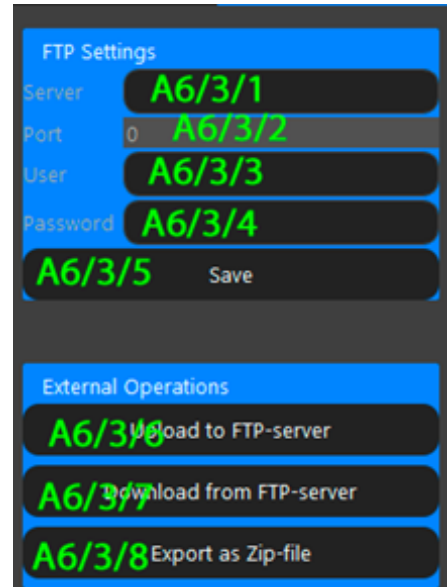 FTP Settings
Server A6/3/1
Port 0 A6/3/2
User A6/3/3
Password A6/3/4
A6/3/5 Save
External Operations
A6/3/6 Upload to FTP-server
A6/3/7 Download from FTP-server
A6/3/8 Export as Zip-file